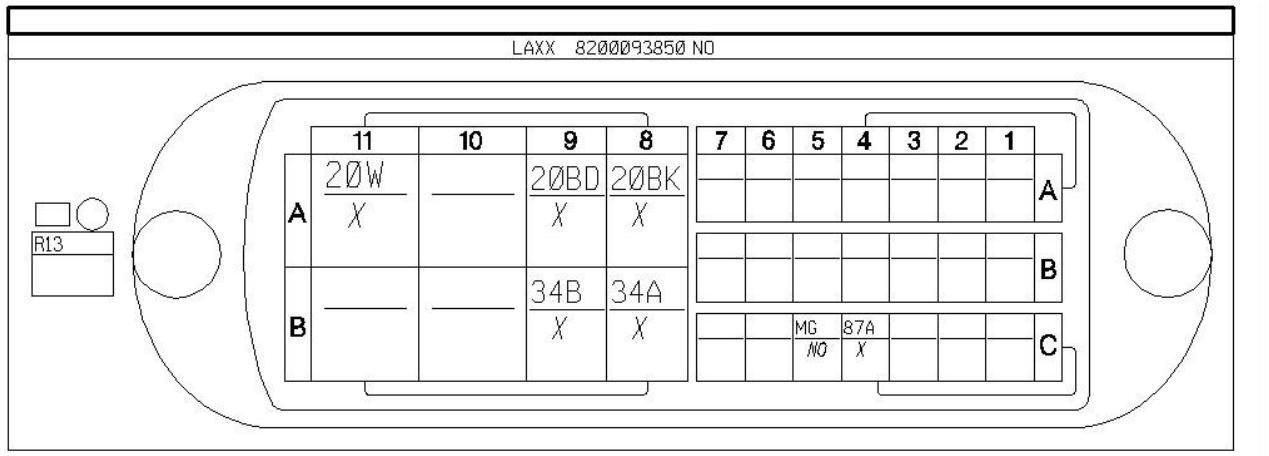 LAXX 8200093850 NO
11 10 9 8 7 6 5 4 3 2 1
20W 20BD 20BK
A X X X A
R13
B
34B 34A
B X X
MG 87A
NO X C